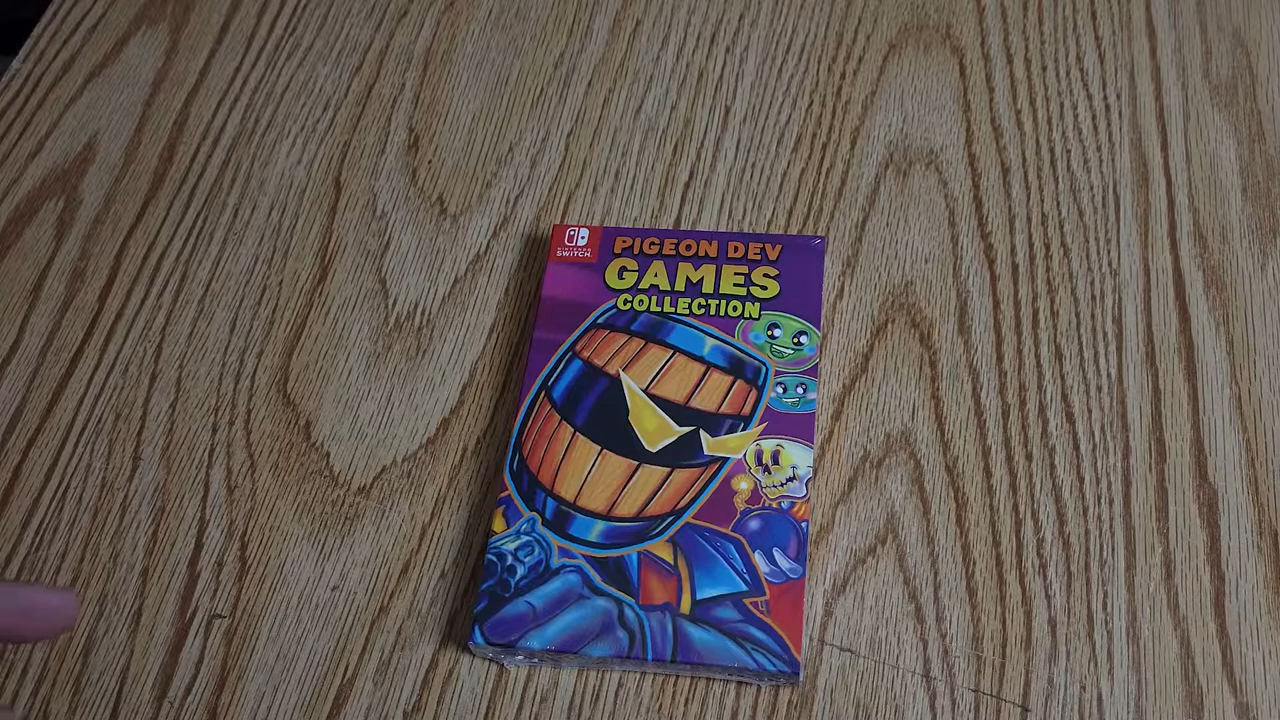 NINTENDO
SWITCH
PIGEON DEV
GAMES
COLLECTION